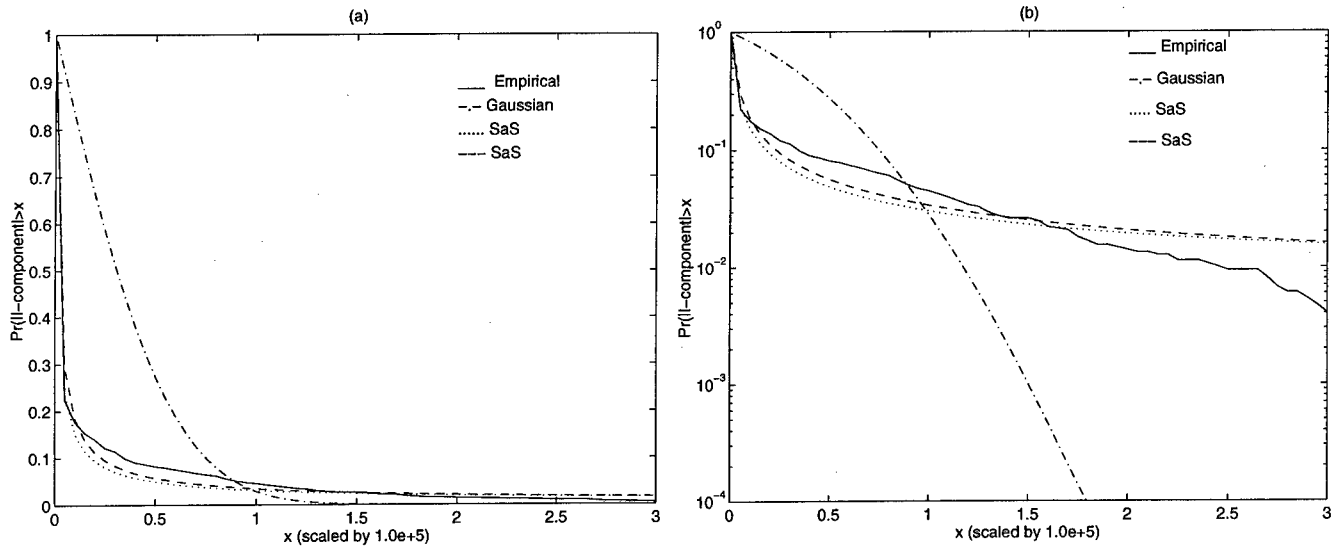 (a)
1
0.9
0.8
0.7
0.6
0.5
0.4
0.3
0.2
0.1
0
0 0.5 1 1.5 2 2.5 3
x (scaled by 1.0e+5)
Pr(|I-component|>x
Empirical
Gaussian
SaS
SaS
(b)
10^0
10^-1
10^-2
10^-3
10^-4
0 0.5 1 1.5 2 2.5 3
x (scaled by 1.0e+5)
Pr(|I-component|>x
Empirical
Gaussian
SaS
SaS